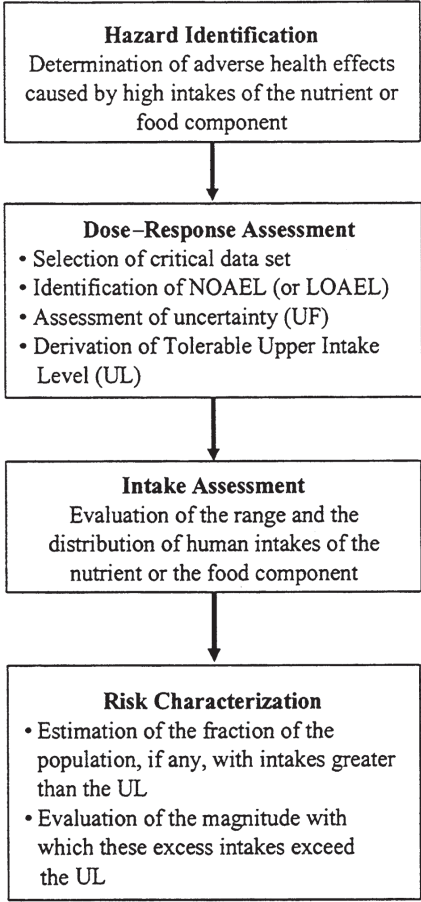 Hazard Identification
Determination of adverse health effects
caused by high intakes of the nutrient or
food component
Dose–Response Assessment
• Selection of critical data set
• Identification of NOAEL (or LOAEL)
• Assessment of uncertainty (UF)
• Derivation of Tolerable Upper Intake
Level (UL)
Intake Assessment
Evaluation of the range and the
distribution of human intakes of the
nutrient or the food component
Risk Characterization
• Estimation of the fraction of the
population, if any, with intakes greater
than the UL
• Evaluation of the magnitude with
which these excess intakes exceed
the UL